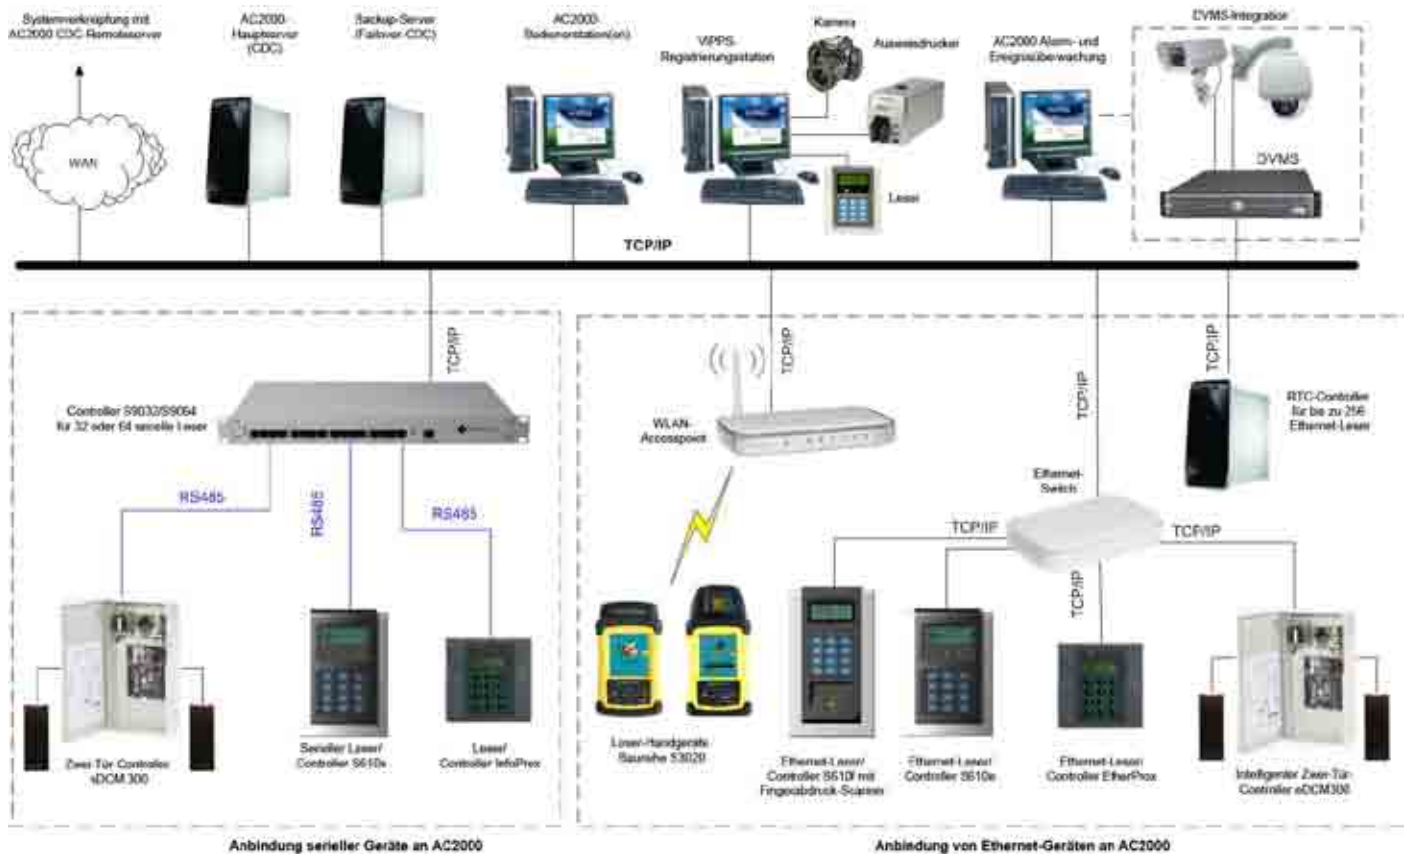 Systemverknüpfung mit
AC2000 CDC-Remoteserver
AC2000-
Hauptserver
(CDC)
Backup-Server
(Failover-CDC)
AC2000-
Bedienerstation(en)
VIPPS-
Registrierungsstation
Kamera
Ausweisdrucker
Leser
AC2000 Alarm- und
Ereignisüberwachung
DVMS-Integration
DVMS
WAN
TCP/IP
TCP/IP
TCP/IP
TCP/IP
TCP/IP
Controller S9032/S9064
für 32 oder 64 serielle Leser
RS485
RS485
RS485
Zwei-Tür-Controller
sDCM 300
Serieller Leser/
Controller S610s
Leser/
Controller InfoProx
Anbindung serieller Geräte an AC2000
WLAN-
Accesspoint
RTC-Controller
für bis zu 256
Ethernet-Leser
Ethernet-
Switch
TCP/IP
TCP/IP
TCP/IP
Leser-Handgeräte
Baureihe S3020
Ethernet-Leser/
Controller S610f mit
Fingerabdruck-Scanner
Ethernet-Leser/
Controller S610e
Ethernet-Leser/
Controller EtherProx
Intelligenter Zwei-Tür-
Controller eDCM300
Anbindung von Ethernet-Geräten an AC2000